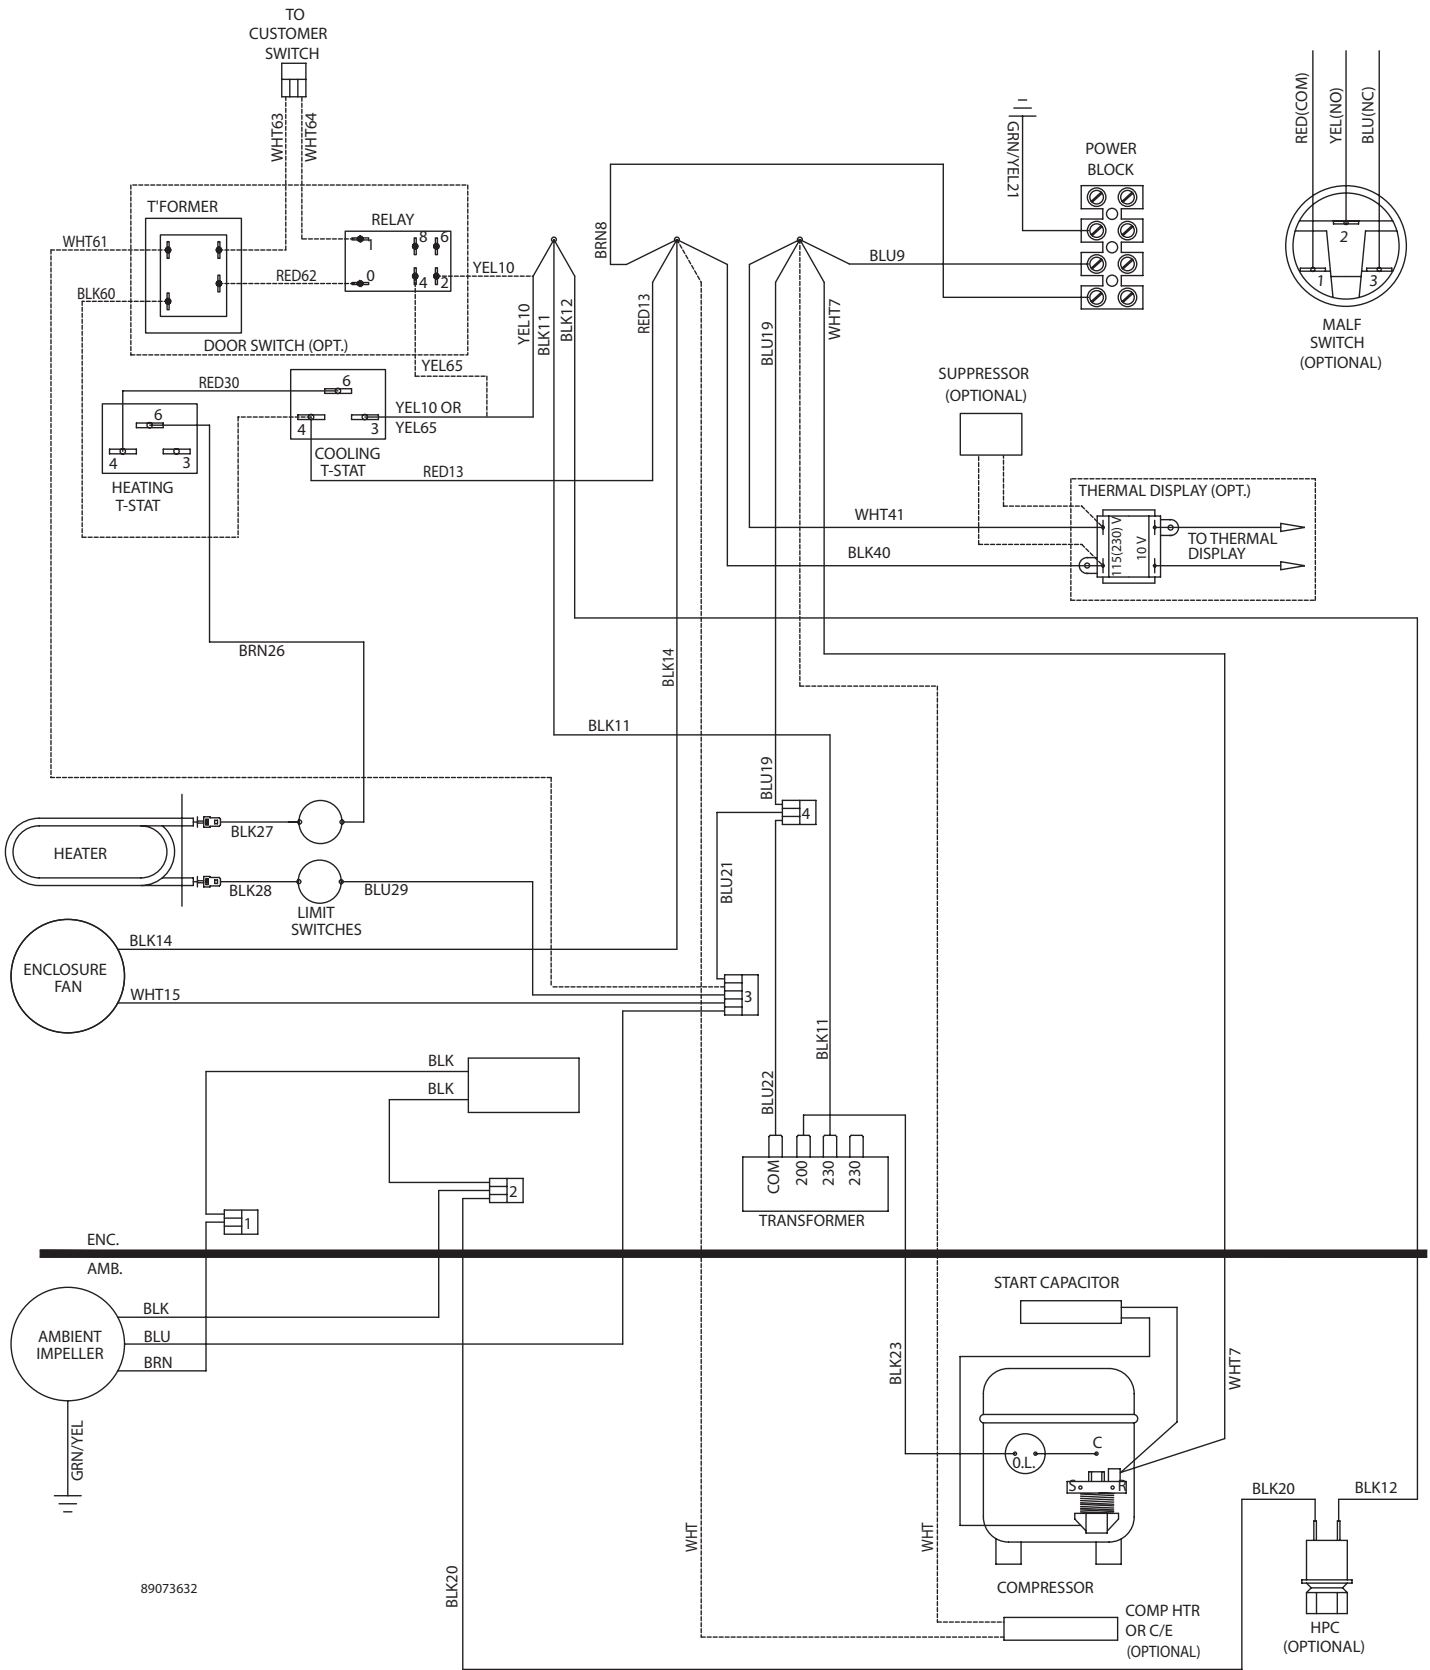 TO
CUSTOMER
SWITCH
WHT63
WHT64
T'FORMER
RELAY
8
6
1
0
4
2
WHT61
RED62
BLK60
YEL10
DOOR SWITCH (OPT.)
YEL65
YEL10
BLK11
BLK12
BRN8
RED13
BLU19
WHT7
BLU9
GRN/YEL21
POWER
BLOCK
RED(COM)
YEL(NO)
BLU(NC)
2
1
3
MALF
SWITCH
(OPTIONAL)
RED30
6
4
3
HEATING
T-STAT
6
4
3
YEL10 OR
YEL65
COOLING
T-STAT
RED13
SUPPRESSOR
(OPTIONAL)
THERMAL DISPLAY (OPT.)
WHT41
BLK40
115(230) V
10 V
TO THERMAL
DISPLAY
BRN26
BLK14
BLK11
BLU19
4
HEATER
BLK27
BLK28
BLU29
LIMIT
SWITCHES
BLU21
ENCLOSURE
FAN
BLK14
WHT15
3
BLK11
BLU22
BLK
BLK
2
1
COM
200
230
230
TRANSFORMER
ENC.
AMB.
AMBIENT
IMPELLER
BLK
BLU
BRN
GRN/YEL
START CAPACITOR
BLK23
WHT7
C
O.L.
S
R
COMPRESSOR
BLK20
BLK12
HPC
(OPTIONAL)
WHT
WHT
BLK20
COMP HTR
OR C/E
(OPTIONAL)
89073632